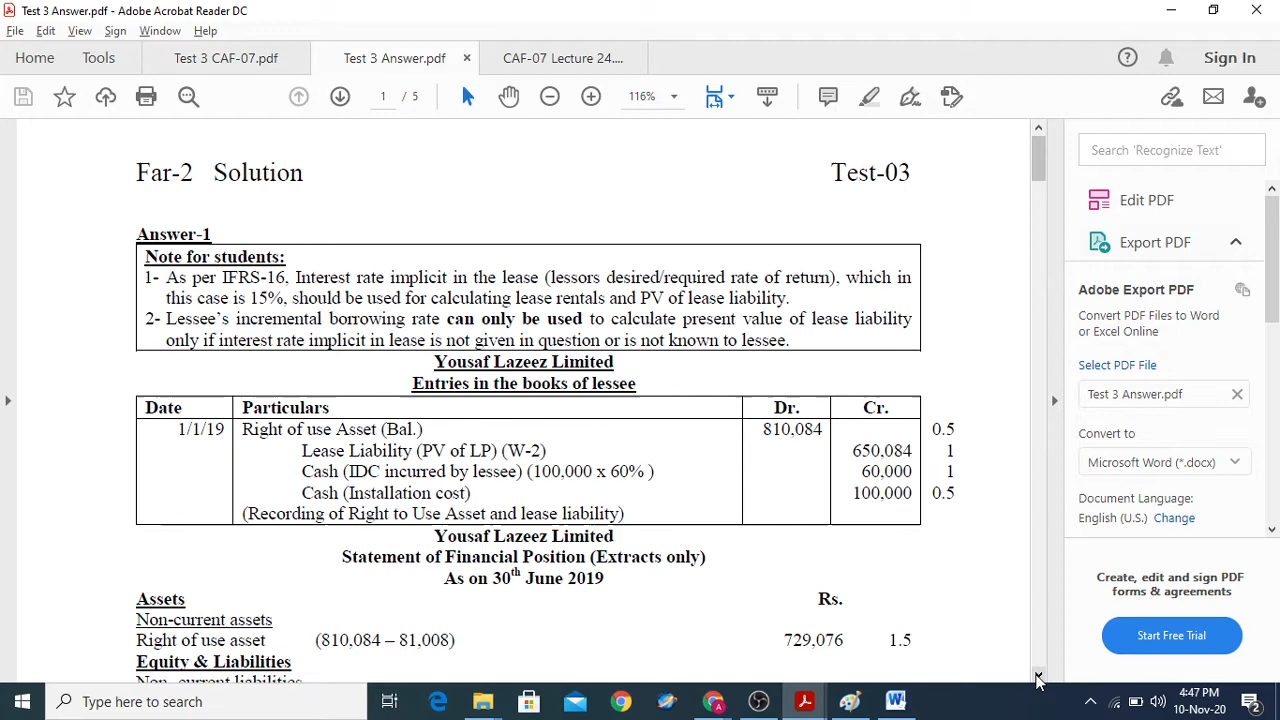 Test 3 Answer.pdf - Adobe Acrobat Reader DC
File Edit View Sign Window Help
Home Tools Test 3 CAF-07.pdf Test 3 Answer.pdf × CAF-07 Lecture 24.... Sign In
1 / 5 116%
Far-2 Solution Test-03
Answer-1
Note for students:
1- As per IFRS-16, Interest rate implicit in the lease (lessors desired/required rate of return), which in
this case is 15%, should be used for calculating lease rentals and PV of lease liability.
2- Lessee's incremental borrowing rate can only be used to calculate present value of lease liability
only if interest rate implicit in lease is not given in question or is not known to lessee.
Yousaf Lazeez Limited
Entries in the books of lessee
Date Particulars Dr. Cr.
1/1/19 Right of use Asset (Bal.) 810,084 0.5
Lease Liability (PV of LP) (W-2) 650,084 1
Cash (IDC incurred by lessee) (100,000 x 60% ) 60,000 1
Cash (Installation cost) 100,000 0.5
(Recording of Right to Use Asset and lease liability)
Yousaf Lazeez Limited
Statement of Financial Position (Extracts only)
As on 30th June 2019
Assets Rs.
Non-current assets
Right of use asset (810,084 – 81,008) 729,076 1.5
Equity & Liabilities
Non- current liabilities
Search 'Recognize Text'
Edit PDF
Export PDF
Adobe Export PDF
Convert PDF Files to Word
or Excel Online
Select PDF File
Test 3 Answer.pdf
Convert to
Microsoft Word (*.docx)
Document Language:
English (U.S.) Change
Create, edit and sign PDF
forms & agreements
Start Free Trial
Type here to search
4:47 PM
10-Nov-20
2